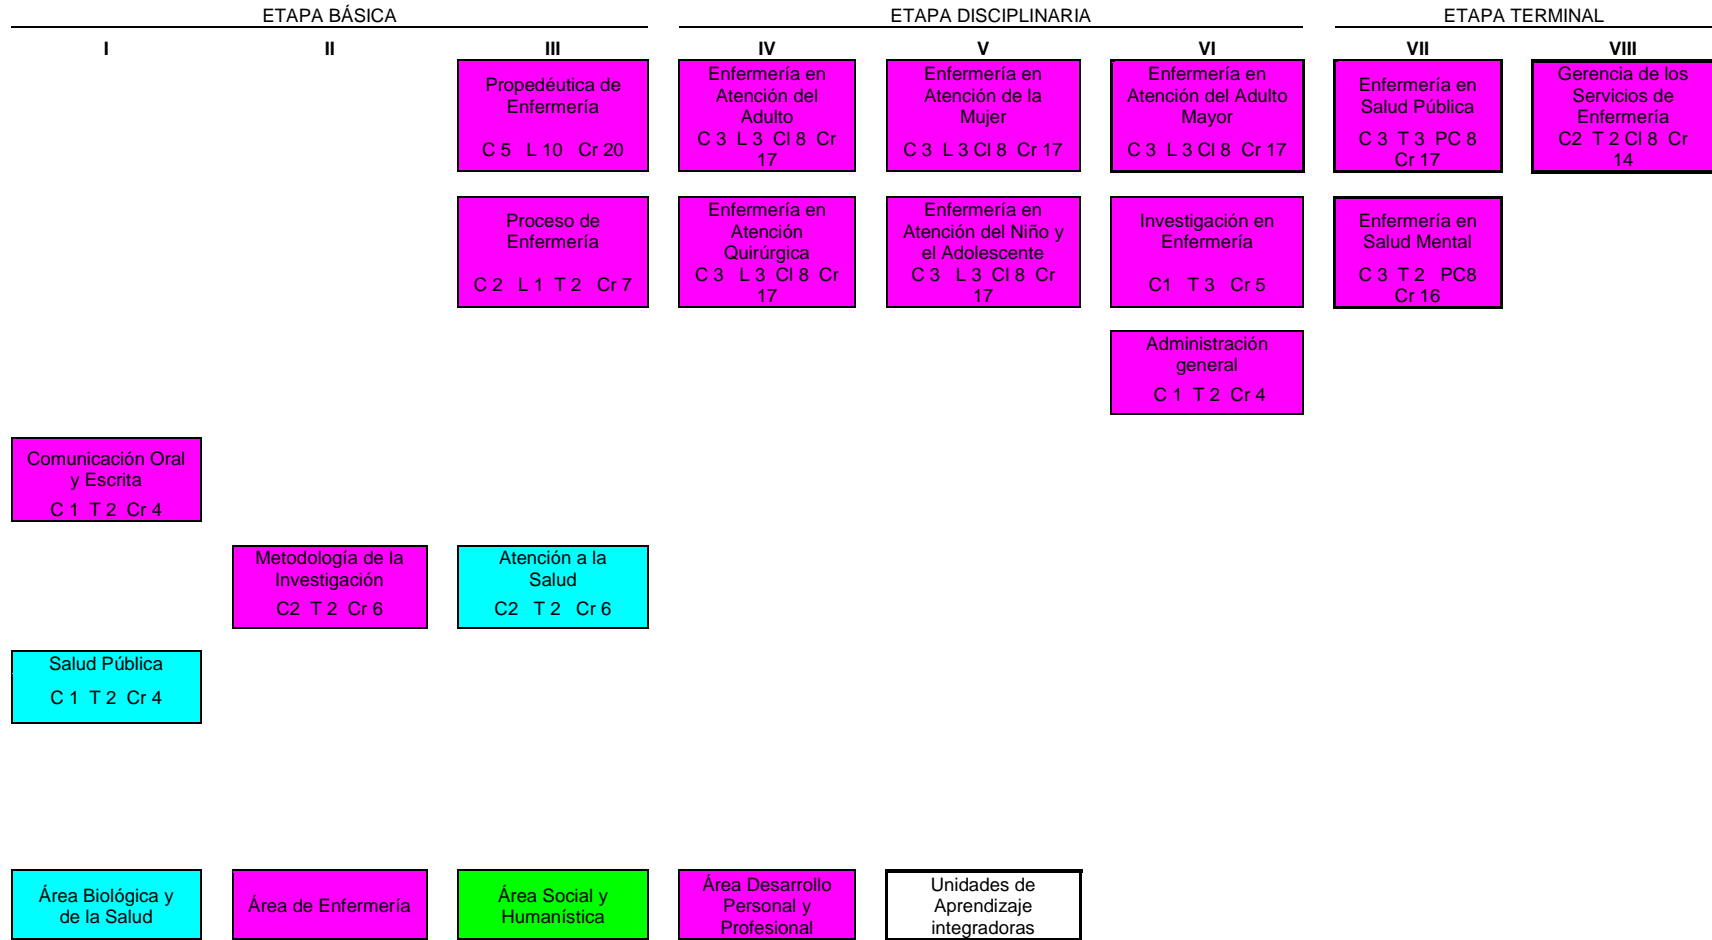 ETAPA BÁSICA
ETAPA DISCIPLINARIA
ETAPA TERMINAL
I
II
III
IV
V
VI
VII
VIII
Propedéutica de
Enfermería
C 5 L 10 Cr 20
Enfermería en
Atención del
Adulto
C 3 L 3 Cl 8 Cr
17
Enfermería en
Atención de la
Mujer
C 3 L 3 Cl 8 Cr 17
Enfermería en
Atención del Adulto
Mayor
C 3 L 3 Cl 8 Cr 17
Enfermería en
Salud Pública
C 3 T 3 PC 8
Cr 17
Gerencia de los
Servicios de
Enfermería
C2 T 2 Cl 8 Cr
14
Proceso de
Enfermería
C 2 L 1 T 2 Cr 7
Enfermería en
Atención
Quirúrgica
C 3 L 3 Cl 8 Cr
17
Enfermería en
Atención del Niño y
el Adolescente
C 3 L 3 Cl 8 Cr
17
Investigación en
Enfermería
C1 T 3 Cr 5
Enfermería en
Salud Mental
C 3 T 2 PC8
Cr 16
Administración
general
C 1 T 2 Cr 4
Comunicación Oral
y Escrita
C 1 T 2 Cr 4
Metodología de la
Investigación
C2 T 2 Cr 6
Atención a la
Salud
C2 T 2 Cr 6
Salud Pública
C 1 T 2 Cr 4
Área Biológica y
de la Salud
Área de Enfermería
Área Social y
Humanística
Área Desarrollo
Personal y
Profesional
Unidades de
Aprendizaje
integradoras